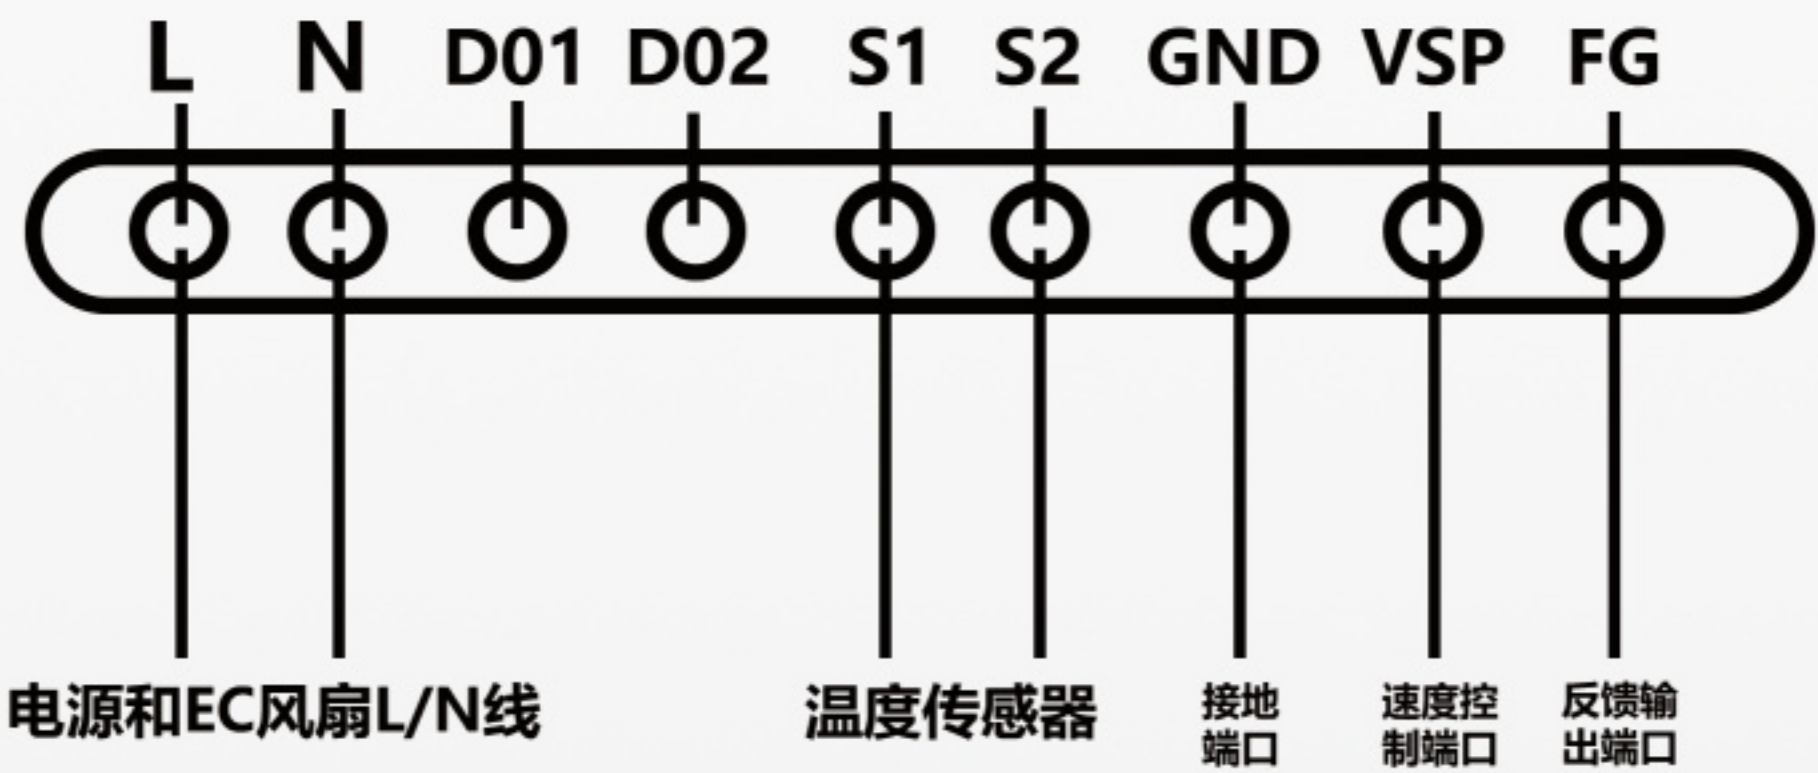 L N D01 D02 S1 S2 GND VSP FG
电源和EC风扇L/N线
温度传感器
接地
端口
速度控
制端口
反馈输
出端口